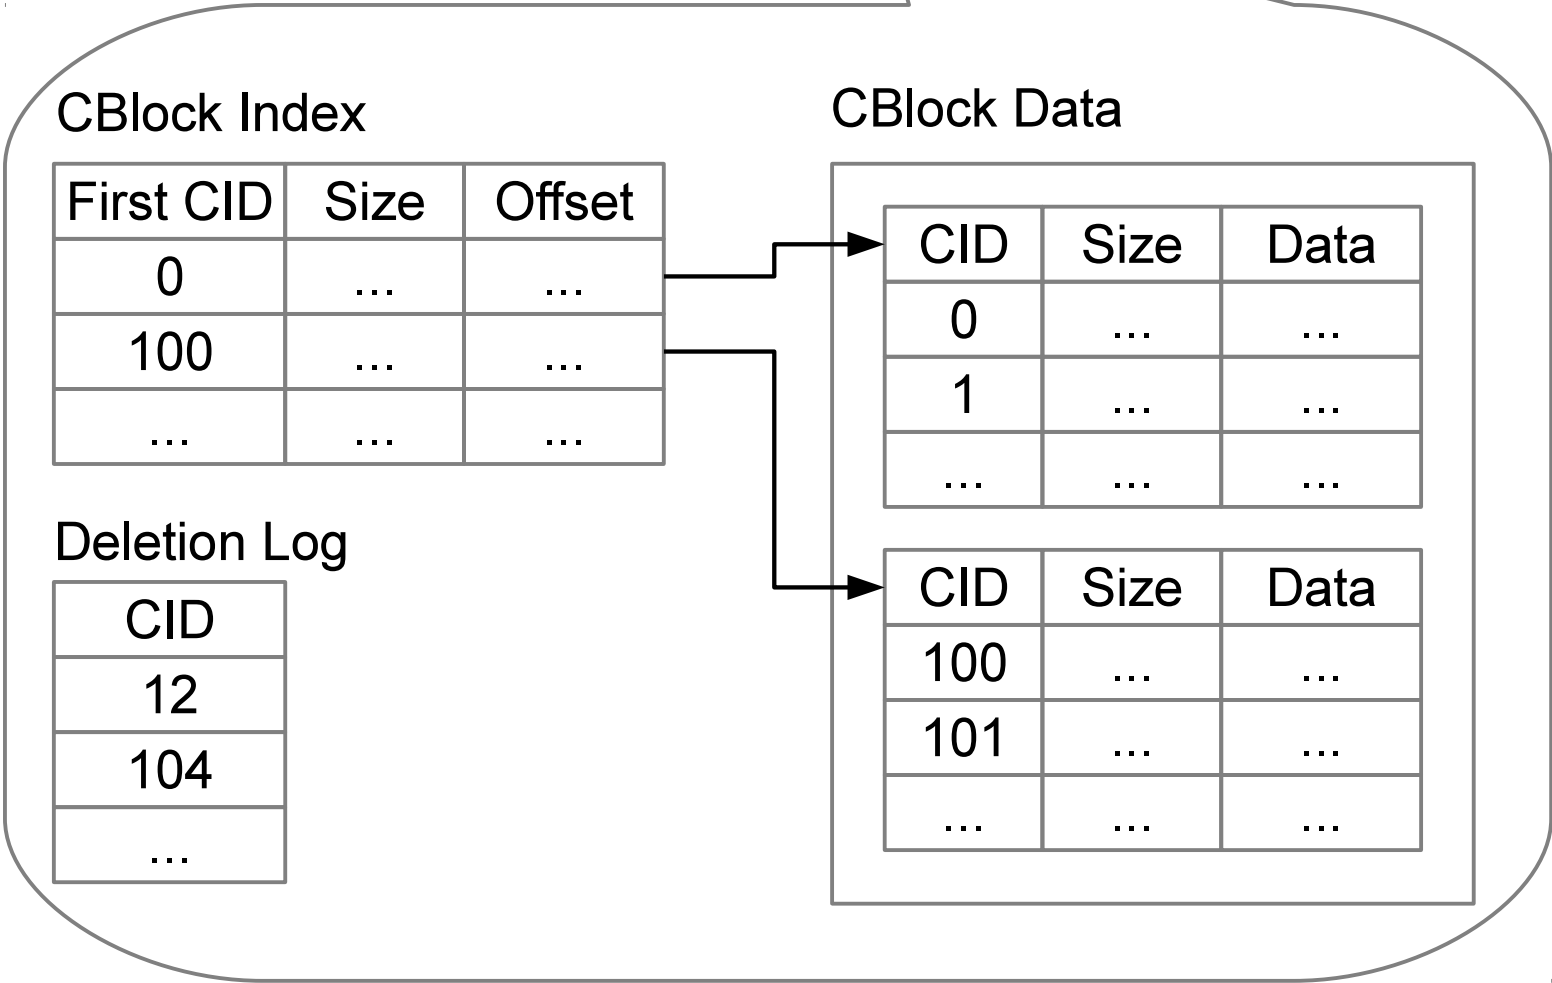 CBlock Index
First CID Size Offset
0 ... ...
100 ... ...
... ... ...
Deletion Log
CID
12
104
...
CBlock Data
CID Size Data
0 ... ...
1 ... ...
... ... ...
CID Size Data
100 ... ...
101 ... ...
... ... ...